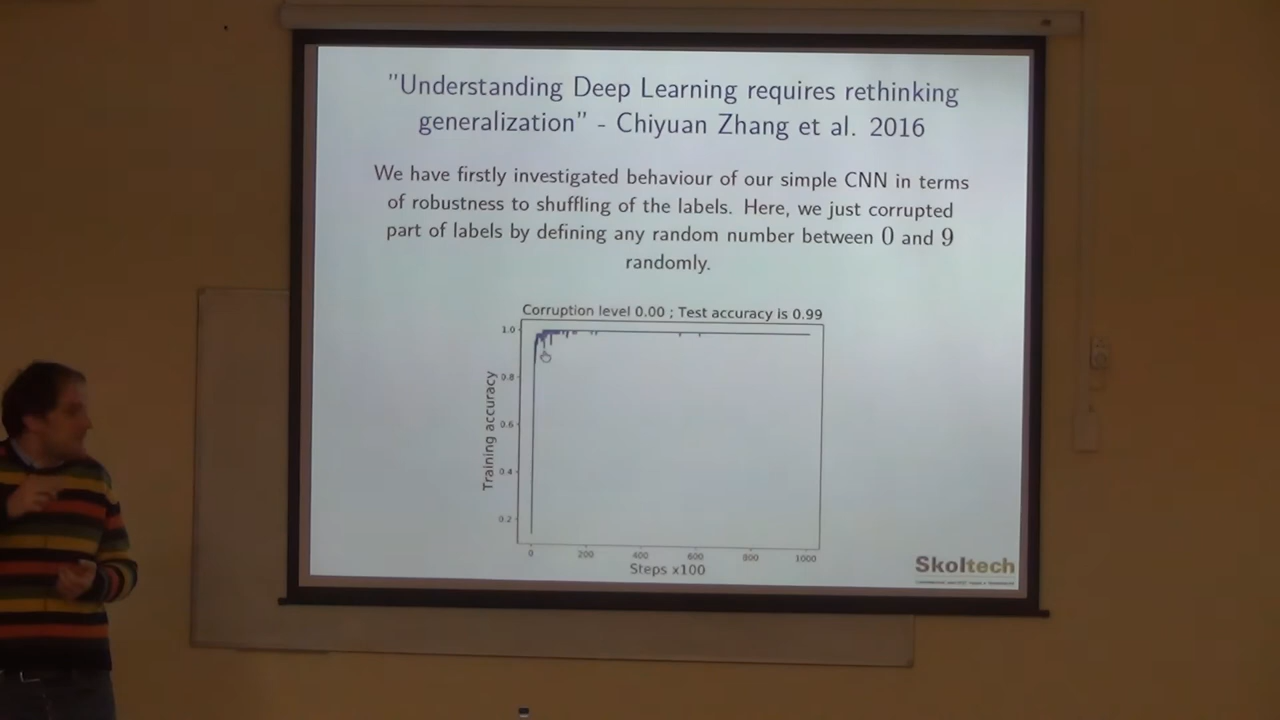 "Understanding Deep Learning requires rethinking
generalization" - Chiyuan Zhang et al. 2016
We have firstly investigated behaviour of our simple CNN in terms
of robustness to shuffling of the labels. Here, we just corrupted
part of labels by defining any random number between 0 and 9
randomly.
Corruption level 0.00 ; Test accuracy is 0.99
Training accuracy
1.0
0.8
0.6
0.4
0.2
0 200 400 600 800 1000
Steps x100
Skoltech